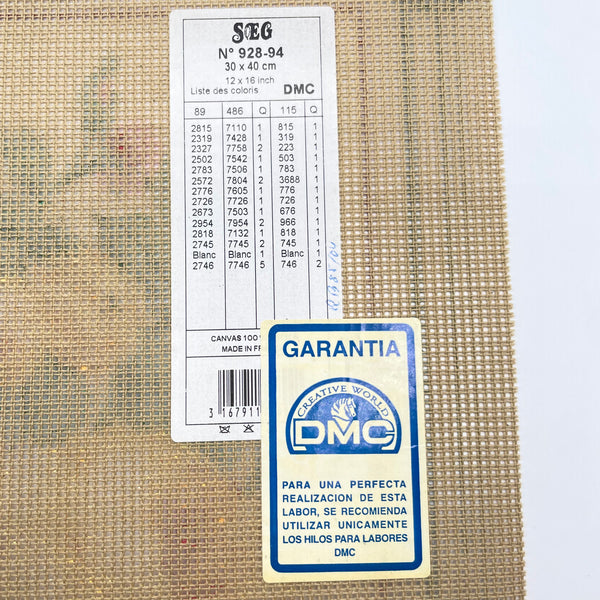 SEG
N° 928-94
30 x 40 cm
12 x 16 inch
Liste des coloris DMC
89 486 Q 115 Q
2815 7110 1 815 1
2319 7428 1 319 1
2327 7758 2 223 1
2502 7542 1 503 1
2783 7506 1 783 1
2572 7804 2 3688 1
2776 7605 1 776 1
2726 7726 1 726 1
2673 7503 1 676 1
2954 7954 2 966 1
2818 7132 1 818 1
2745 7745 2 745 1
Blanc Blanc 1 Blanc 1
2746 7746 5 746 2
CANVAS 100
MADE IN FR
3 167911
GARANTIA
CREATIVE WORLD
DMC
PARA UNA PERFECTA
REALIZACION DE ESTA
LABOR, SE RECOMIENDA
UTILIZAR UNICAMENTE
LOS HILOS PARA LABORES
DMC